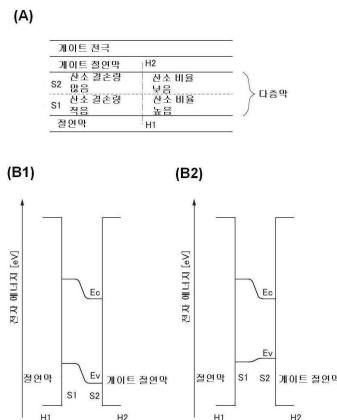 (A)
게이트 전극
게이트 절연막 H2
S2 산소 결손량 많음 산소 비율 낮음
S1 산소 결손량 적음 산소 비율 높음
다층막
절연막 H1
(B1)
전자 에너지 [eV]
Ec
Ev
절연막 S1 S2 게이트 절연막
H1 H2
(B2)
전자 에너지 [eV]
Ec
Ev
절연막 S1 S2 게이트 절연막
H1 H2